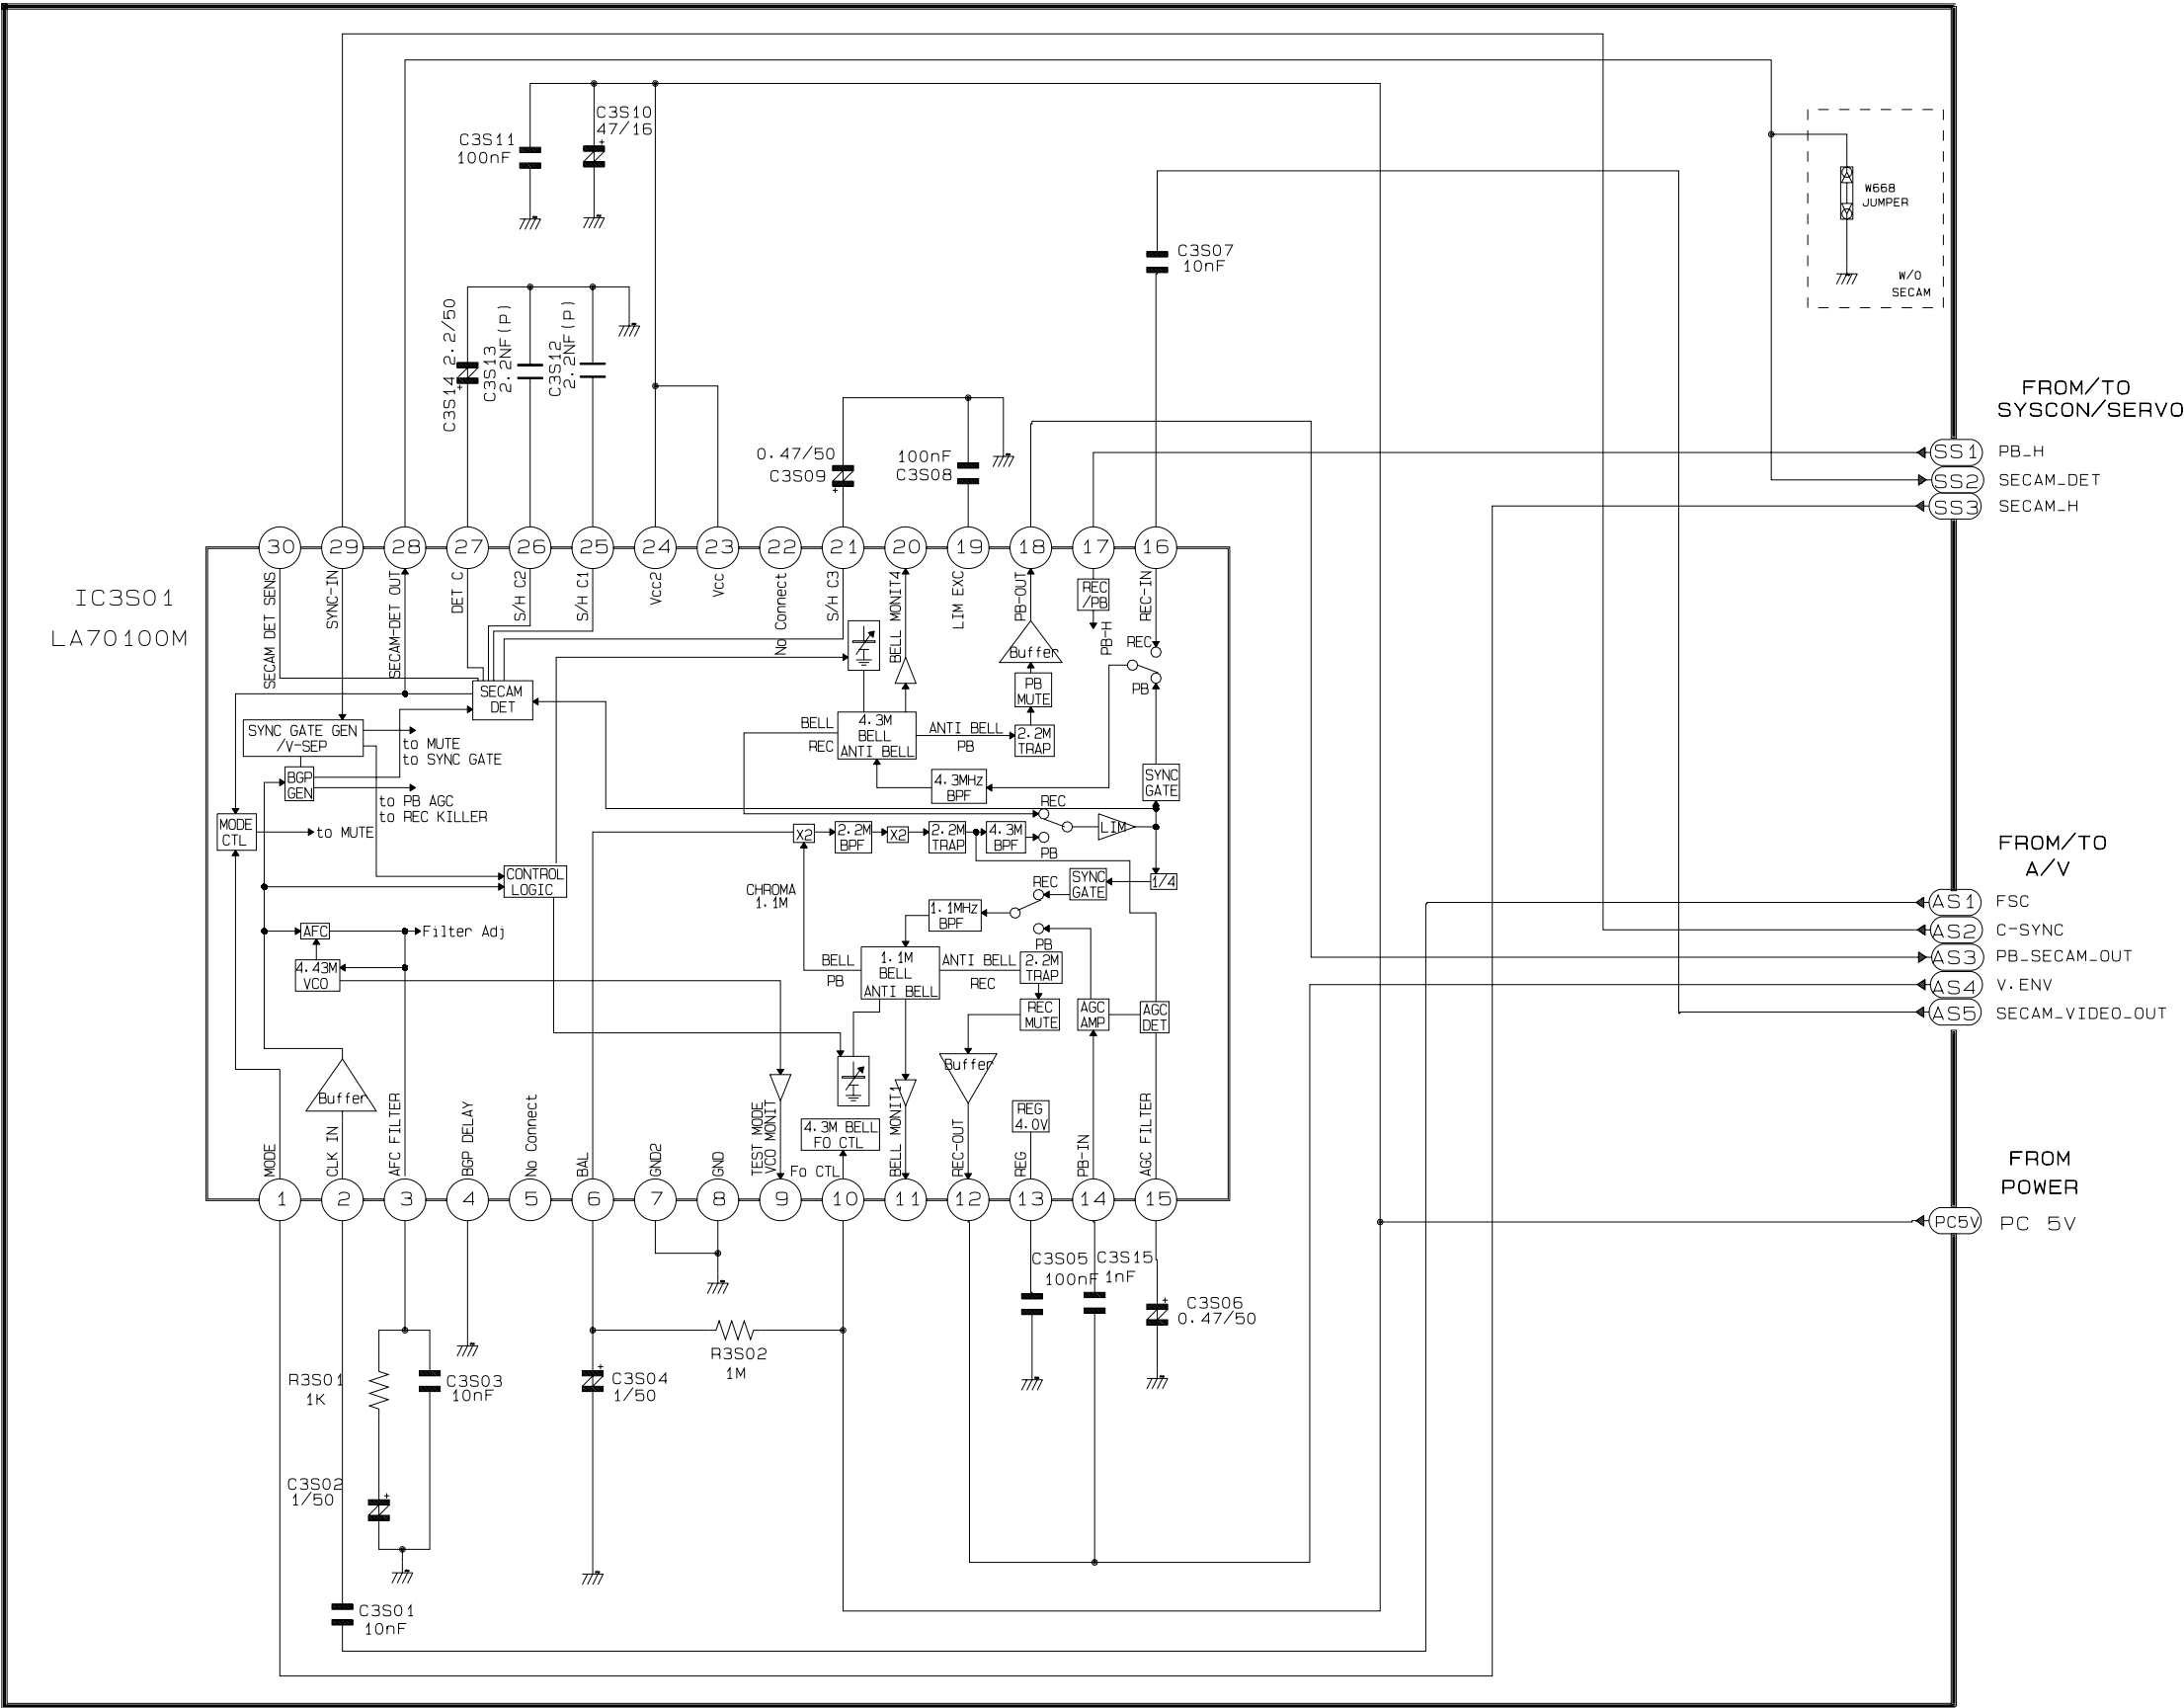 C3S10
47/16
C3S11
100nF
W668
JUMPER
C3S07
10nF
W/O
SECAM
C3S14 2.2/50
C3S13
2.2NF(P)
C3S12
2.2NF(P)
FROM/TO
SYSCON/SERVO
0.47/50
C3S09
100nF
C3S08
SS1 PB_H
SS2 SECAM_DET
SS3 SECAM_H
30 29 28 27 26 25 24 23 22 21 20 19 18 17 16
IC3S01
LA70100M
SECAM DET SENS
SYNC-IN
SECAM-DET OUT
DET C
S/H C2
S/H C1
Vcc2
Vcc
No Connect
S/H C3
BELL MONIT4
LIM EXC
PB-OUT
REC
/PB
PB-H
REC-IN
REC
PB
Buffer
PB
MUTE
SECAM
DET
SYNC GATE GEN
/V-SEP
to MUTE
to SYNC GATE
BGP
GEN
to PB AGC
to REC KILLER
MODE
CTL
to MUTE
BELL
REC
4.3M
BELL
ANTI BELL
ANTI BELL
PB
2.2M
TRAP
4.3MHz
BPF
SYNC
GATE
REC
X2
2.2M
BPF
X2
2.2M
TRAP
4.3M
BPF
PB
LIM
CONTROL
LOGIC
CHROMA
1.1M
REC
SYNC
GATE
1/4
1.1MHz
BPF
PB
AFC
Filter Adj
4.43M
VCO
BELL
PB
1.1M
BELL
ANTI BELL
ANTI BELL
REC
2.2M
TRAP
REC
MUTE
AGC
AMP
AGC
DET
Buffer
Buffer
FROM/TO
A/V
AS1 FSC
AS2 C-SYNC
AS3 PB_SECAM_OUT
AS4 V.ENV
AS5 SECAM_VIDEO_OUT
MODE
CLK IN
AFC FILTER
BGP DELAY
No Connect
BAL
GND2
GND
TEST MODE
VCO MONIT
4.3M BELL
FO CTL
Fo CTL
BELL MONIT1
REC-OUT
REG
4.0V
REG
PB-IN
AGC FILTER
1 2 3 4 5 6 7 8 9 10 11 12 13 14 15
FROM
POWER
PC5V PC 5V
C3S05
100nF
C3S15
1nF
C3S06
0.47/50
R3S02
1M
R3S01
1K
C3S03
10nF
C3S04
1/50
C3S02
1/50
C3S01
10nF